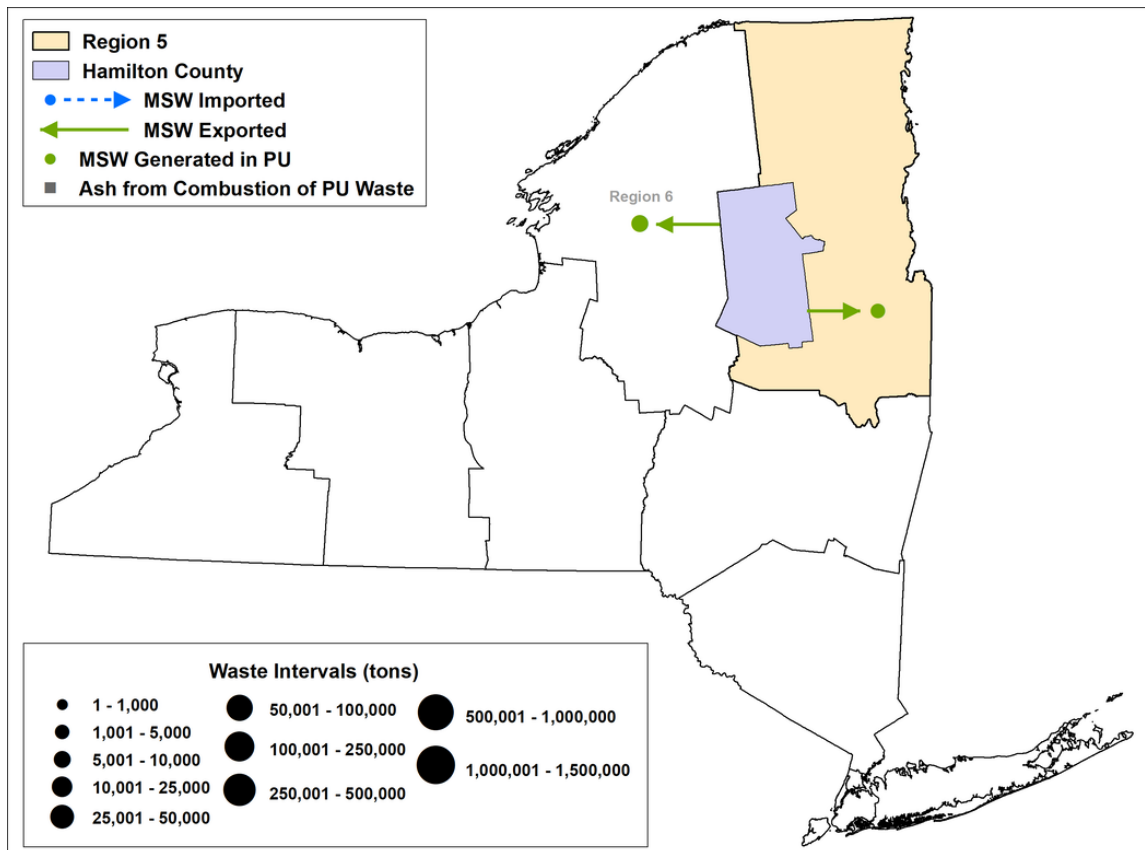 Region 5
Hamilton County
MSW Imported
MSW Exported
MSW Generated in PU
Ash from Combustion of PU Waste
Region 6
Waste Intervals (tons)
1 - 1,000
1,001 - 5,000
5,001 - 10,000
10,001 - 25,000
25,001 - 50,000
50,001 - 100,000
100,001 - 250,000
250,001 - 500,000
500,001 - 1,000,000
1,000,001 - 1,500,000